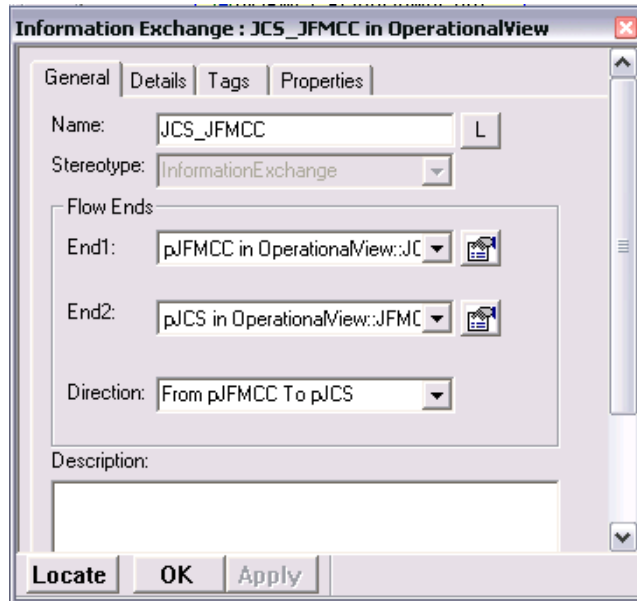 Information Exchange : JCS_JFMCC in OperationalView
General Details Tags Properties
Name: JCS_JFMCC L
Stereotype: InformationExchange
Flow Ends
End1: pJFMCC in OperationalView::JC
End2: pJCS in OperationalView::JFMC
Direction: From pJFMCC To pJCS
Description:
Locate OK Apply